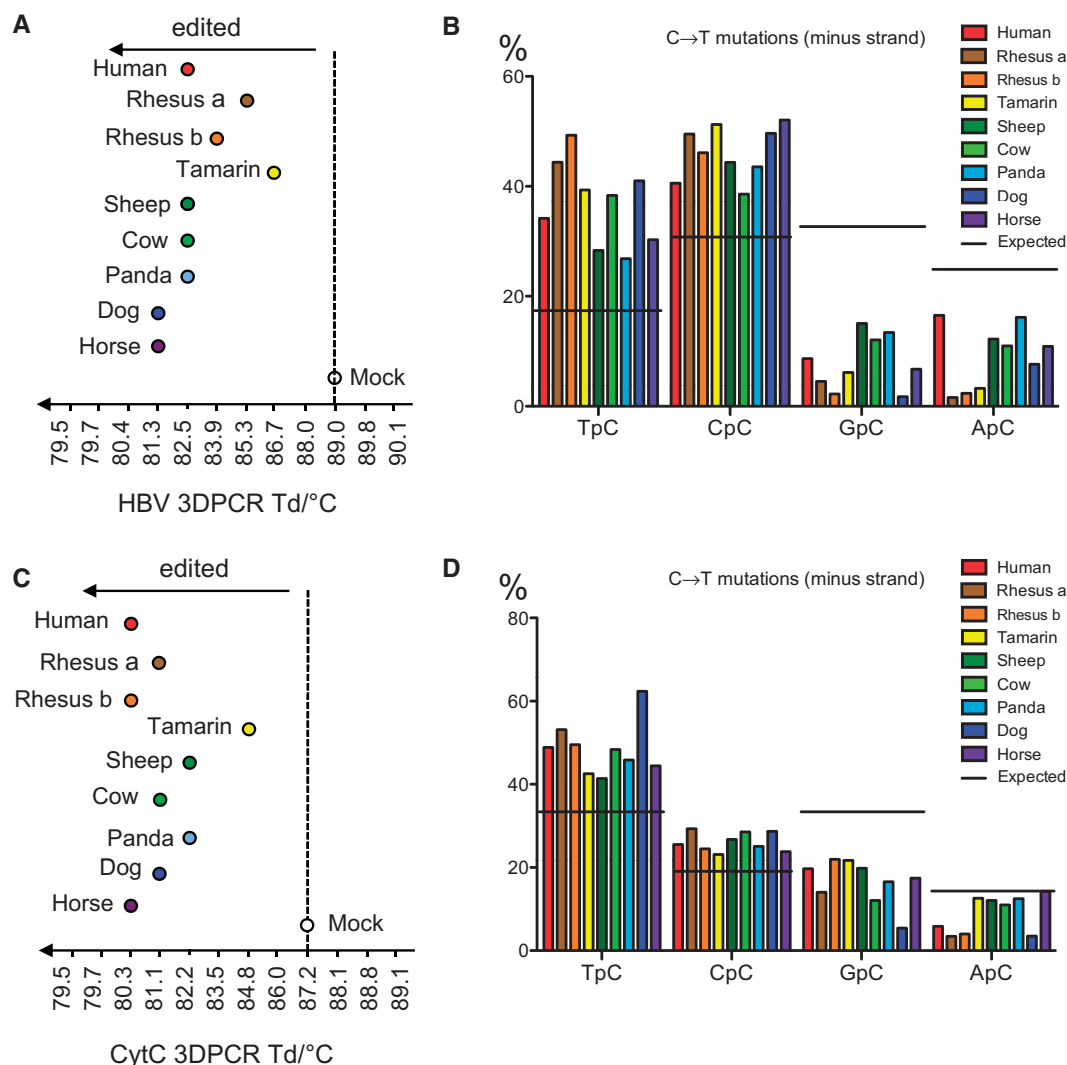 A
edited
Human
Rhesus a
Rhesus b
Tamarin
Sheep
Cow
Panda
Dog
Horse
Mock
79.5 79.7 80.4 81.3 82.5 83.9 85.3 86.7 88.0 89.0 89.8 90.1
HBV 3DPCR Td/°C
B
%
C→T mutations (minus strand)
Human
Rhesus a
Rhesus b
Tamarin
Sheep
Cow
Panda
Dog
Horse
Expected
60
40
20
0
TpC CpC GpC ApC
C
edited
Human
Rhesus a
Rhesus b
Tamarin
Sheep
Cow
Panda
Dog
Horse
Mock
79.5 79.7 80.3 81.1 82.2 83.5 84.8 86.0 87.2 88.1 88.8 89.1
CytC 3DPCR Td/°C
D
%
C→T mutations (minus strand)
Human
Rhesus a
Rhesus b
Tamarin
Sheep
Cow
Panda
Dog
Horse
Expected
80
60
40
20
0
TpC CpC GpC ApC